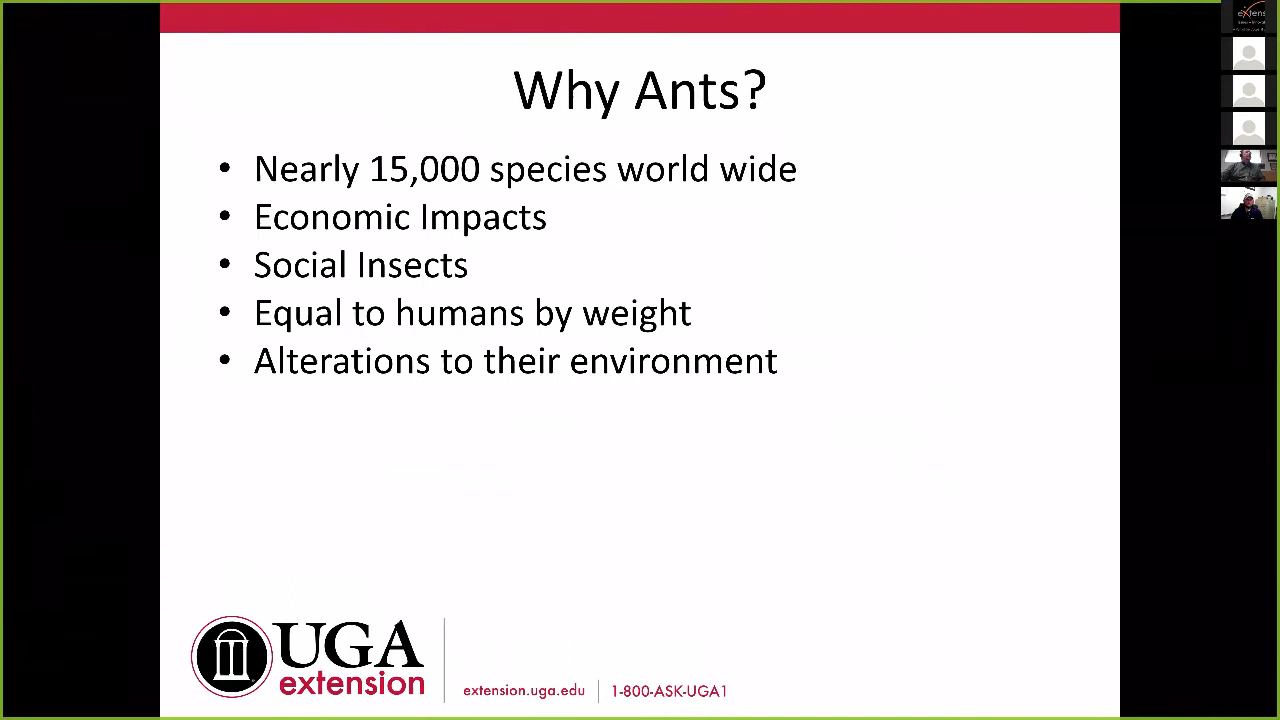 Why Ants?
• Nearly 15,000 species world wide
• Economic Impacts
• Social Insects
• Equal to humans by weight
• Alterations to their environment
UGA
extension
extension.uga.edu | 1-800-ASK-UGA1